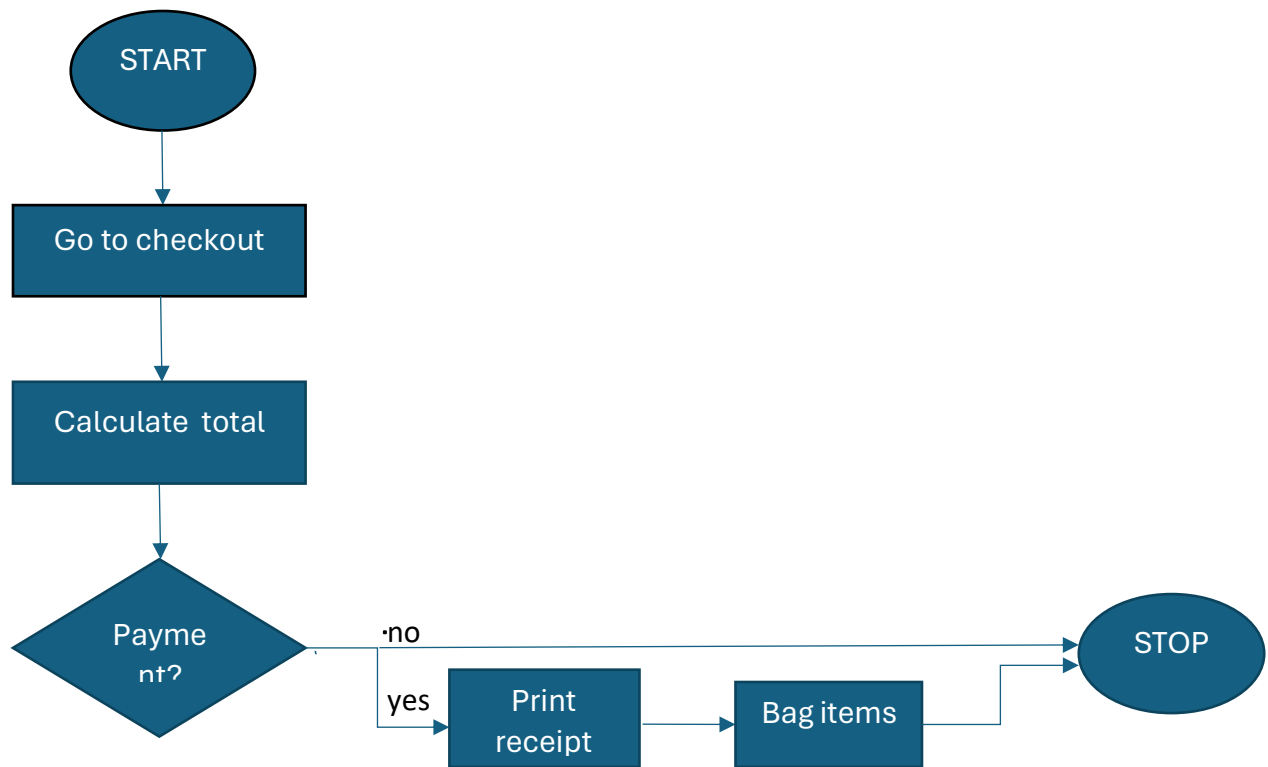 START
Go to checkout
Calculate  total
Payme
nt?
·no
STOP
yes
Print
receipt
Bag items